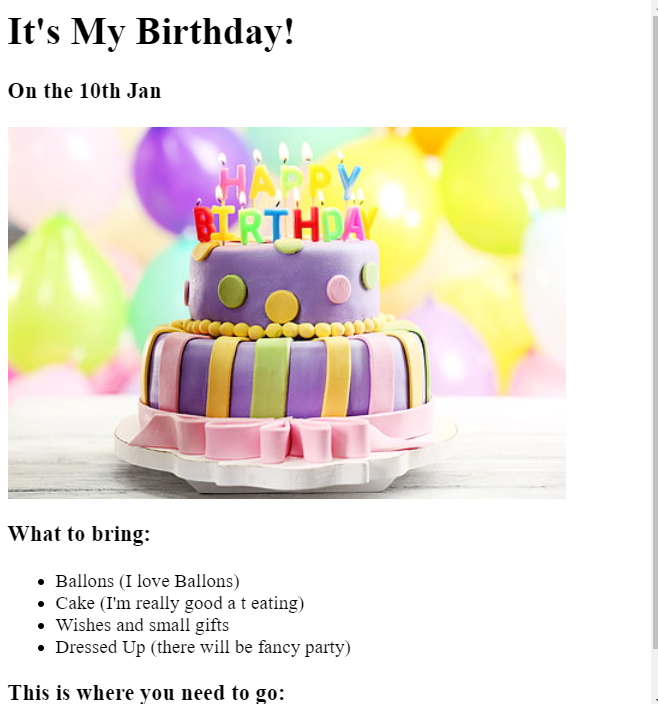 It's My Birthday!
On the 10th Jan
HAPPY
BIRTHDAY
What to bring:
Ballons (I love Ballons)
Cake (I'm really good a t eating)
Wishes and small gifts
Dressed Up (there will be fancy party)
This is where you need to go: